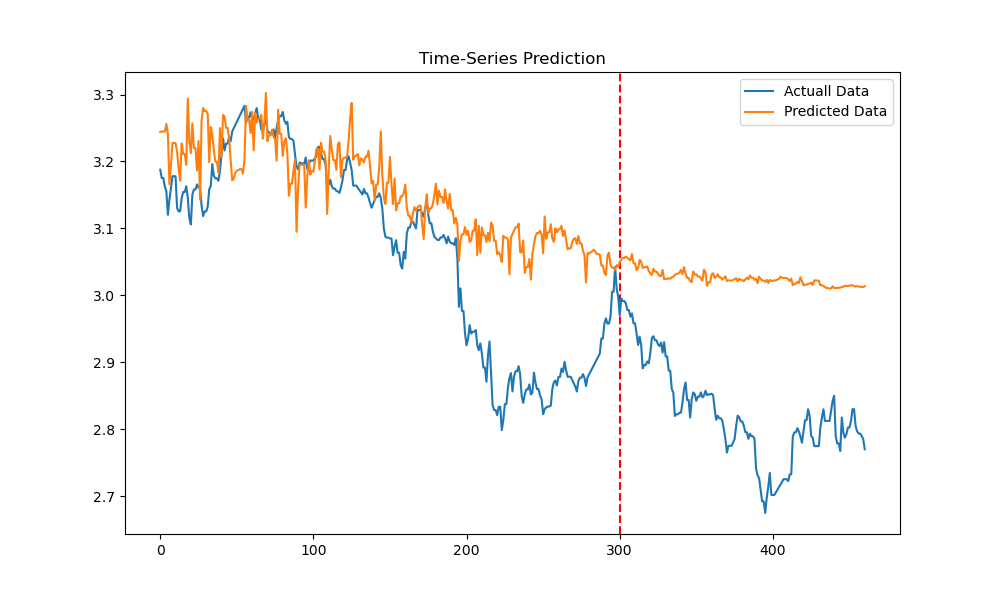 Time-Series Prediction
Actuall Data
Predicted Data
3.3
3.2
3.1
3.0
2.9
2.8
2.7
0 100 200 300 400